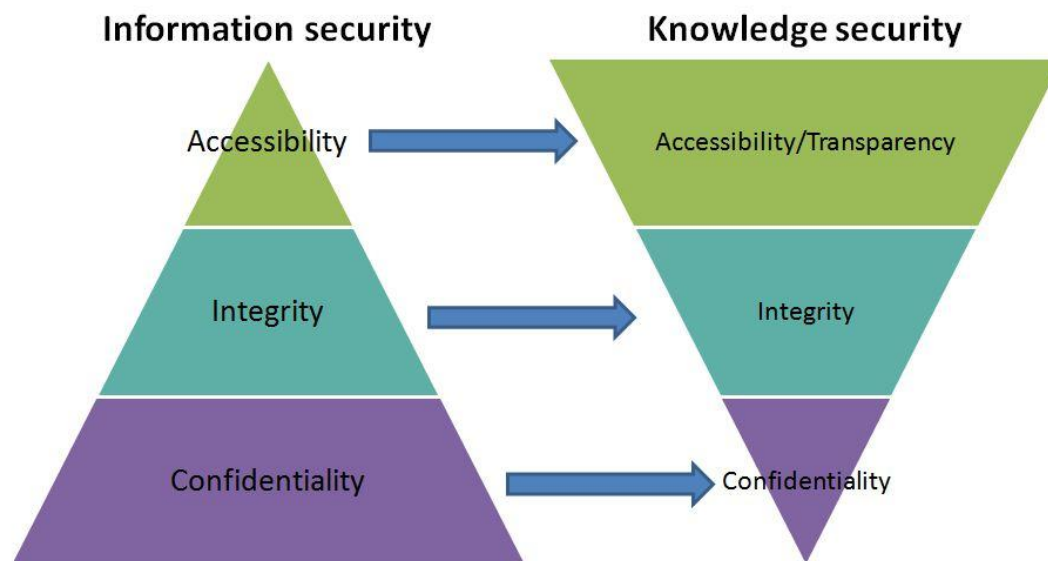 Information security
Knowledge security
Accessibility
Accessibility/Transparency
Integrity
Integrity
Confidentiality
Confidentiality